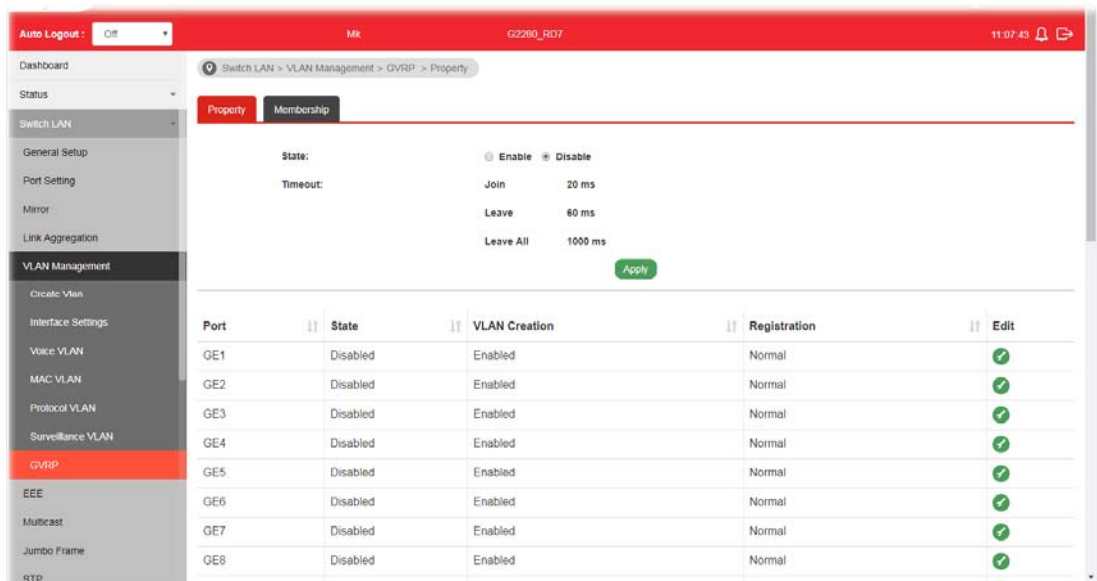 Auto Logout : Off Mk G2280_RD7 11:07:43
Dashboard
Status
Switch LAN
General Setup
Port Setting
Mirror
Link Aggregation
VLAN Management
Create Vlan
Interface Settings
Voice VLAN
MAC VLAN
Protocol VLAN
Surveillance VLAN
GVRP
EEE
Multicast
Jumbo Frame
STP
Switch LAN > VLAN Management > GVRP > Property
Property Membership
State: Enable Disable
Timeout: Join 20 ms
Leave 60 ms
Leave All 1000 ms
Apply
Port State VLAN Creation Registration Edit
GE1 Disabled Enabled Normal
GE2 Disabled Enabled Normal
GE3 Disabled Enabled Normal
GE4 Disabled Enabled Normal
GE5 Disabled Enabled Normal
GE6 Disabled Enabled Normal
GE7 Disabled Enabled Normal
GE8 Disabled Enabled Normal